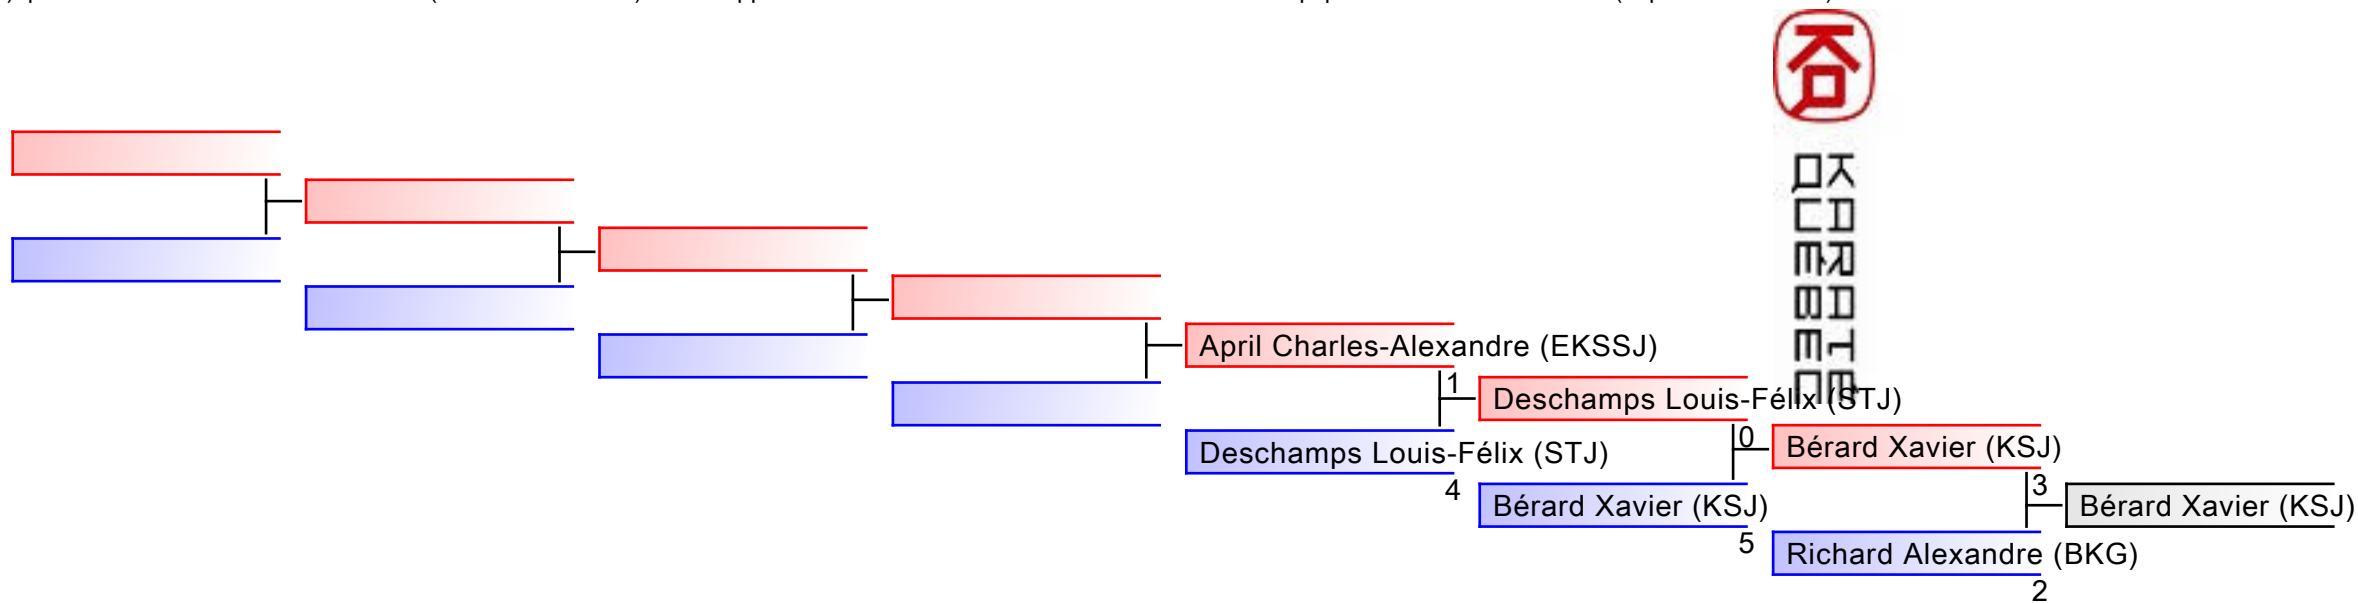 KARATE
QUÉBEC
April Charles-Alexandre (EKSSJ)
1
Deschamps Louis-Félix (STJ)
Deschamps Louis-Félix (STJ)
4
0
Bérard Xavier (KSJ)
Bérard Xavier (KSJ)
5
3
Bérard Xavier (KSJ)
Richard Alexandre (BKG)
2